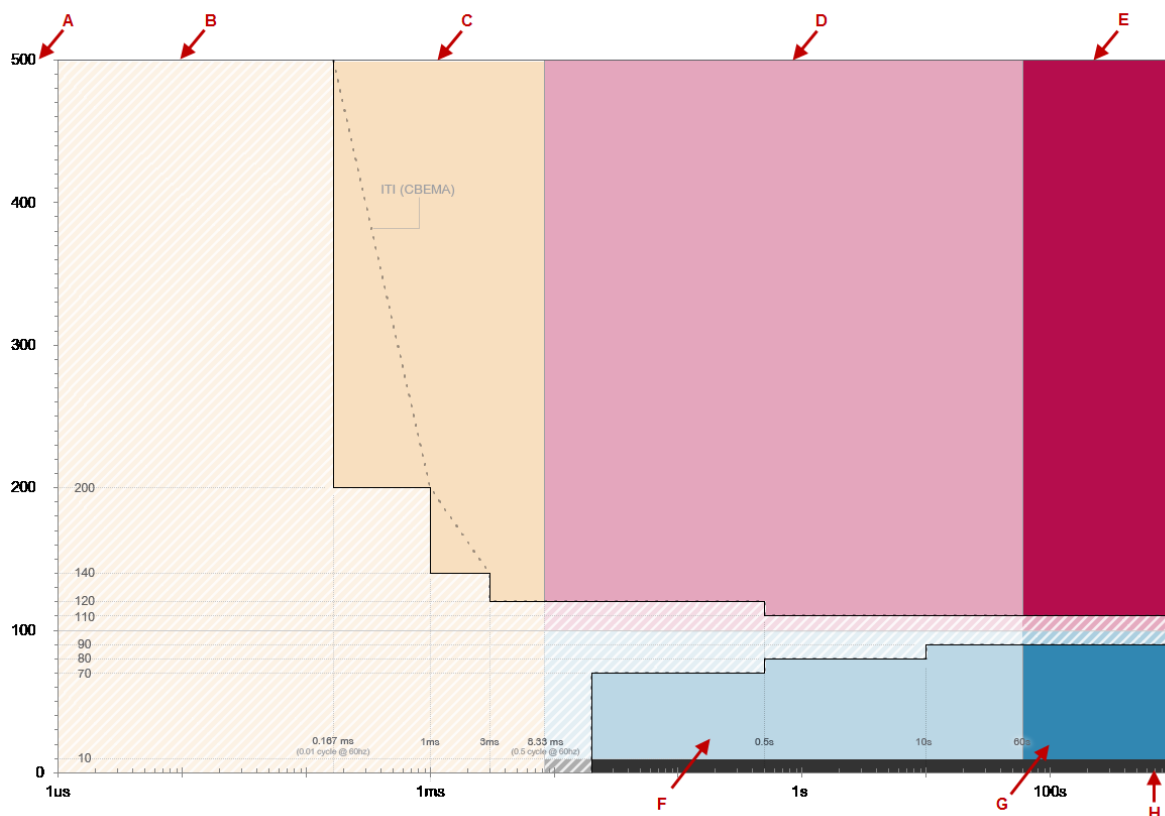 A B C D E
500
ITI (CBEMA)
400
300
200 200
140
120
110
100
90
80
70
0.167 ms 1ms 3ms 8.33 ms 0.5s 10s 60s
(0.01 cycle @ 60hz) (0.5 cycle @ 60hz)
10
0
1µs 1ms 1s 100s
F G H